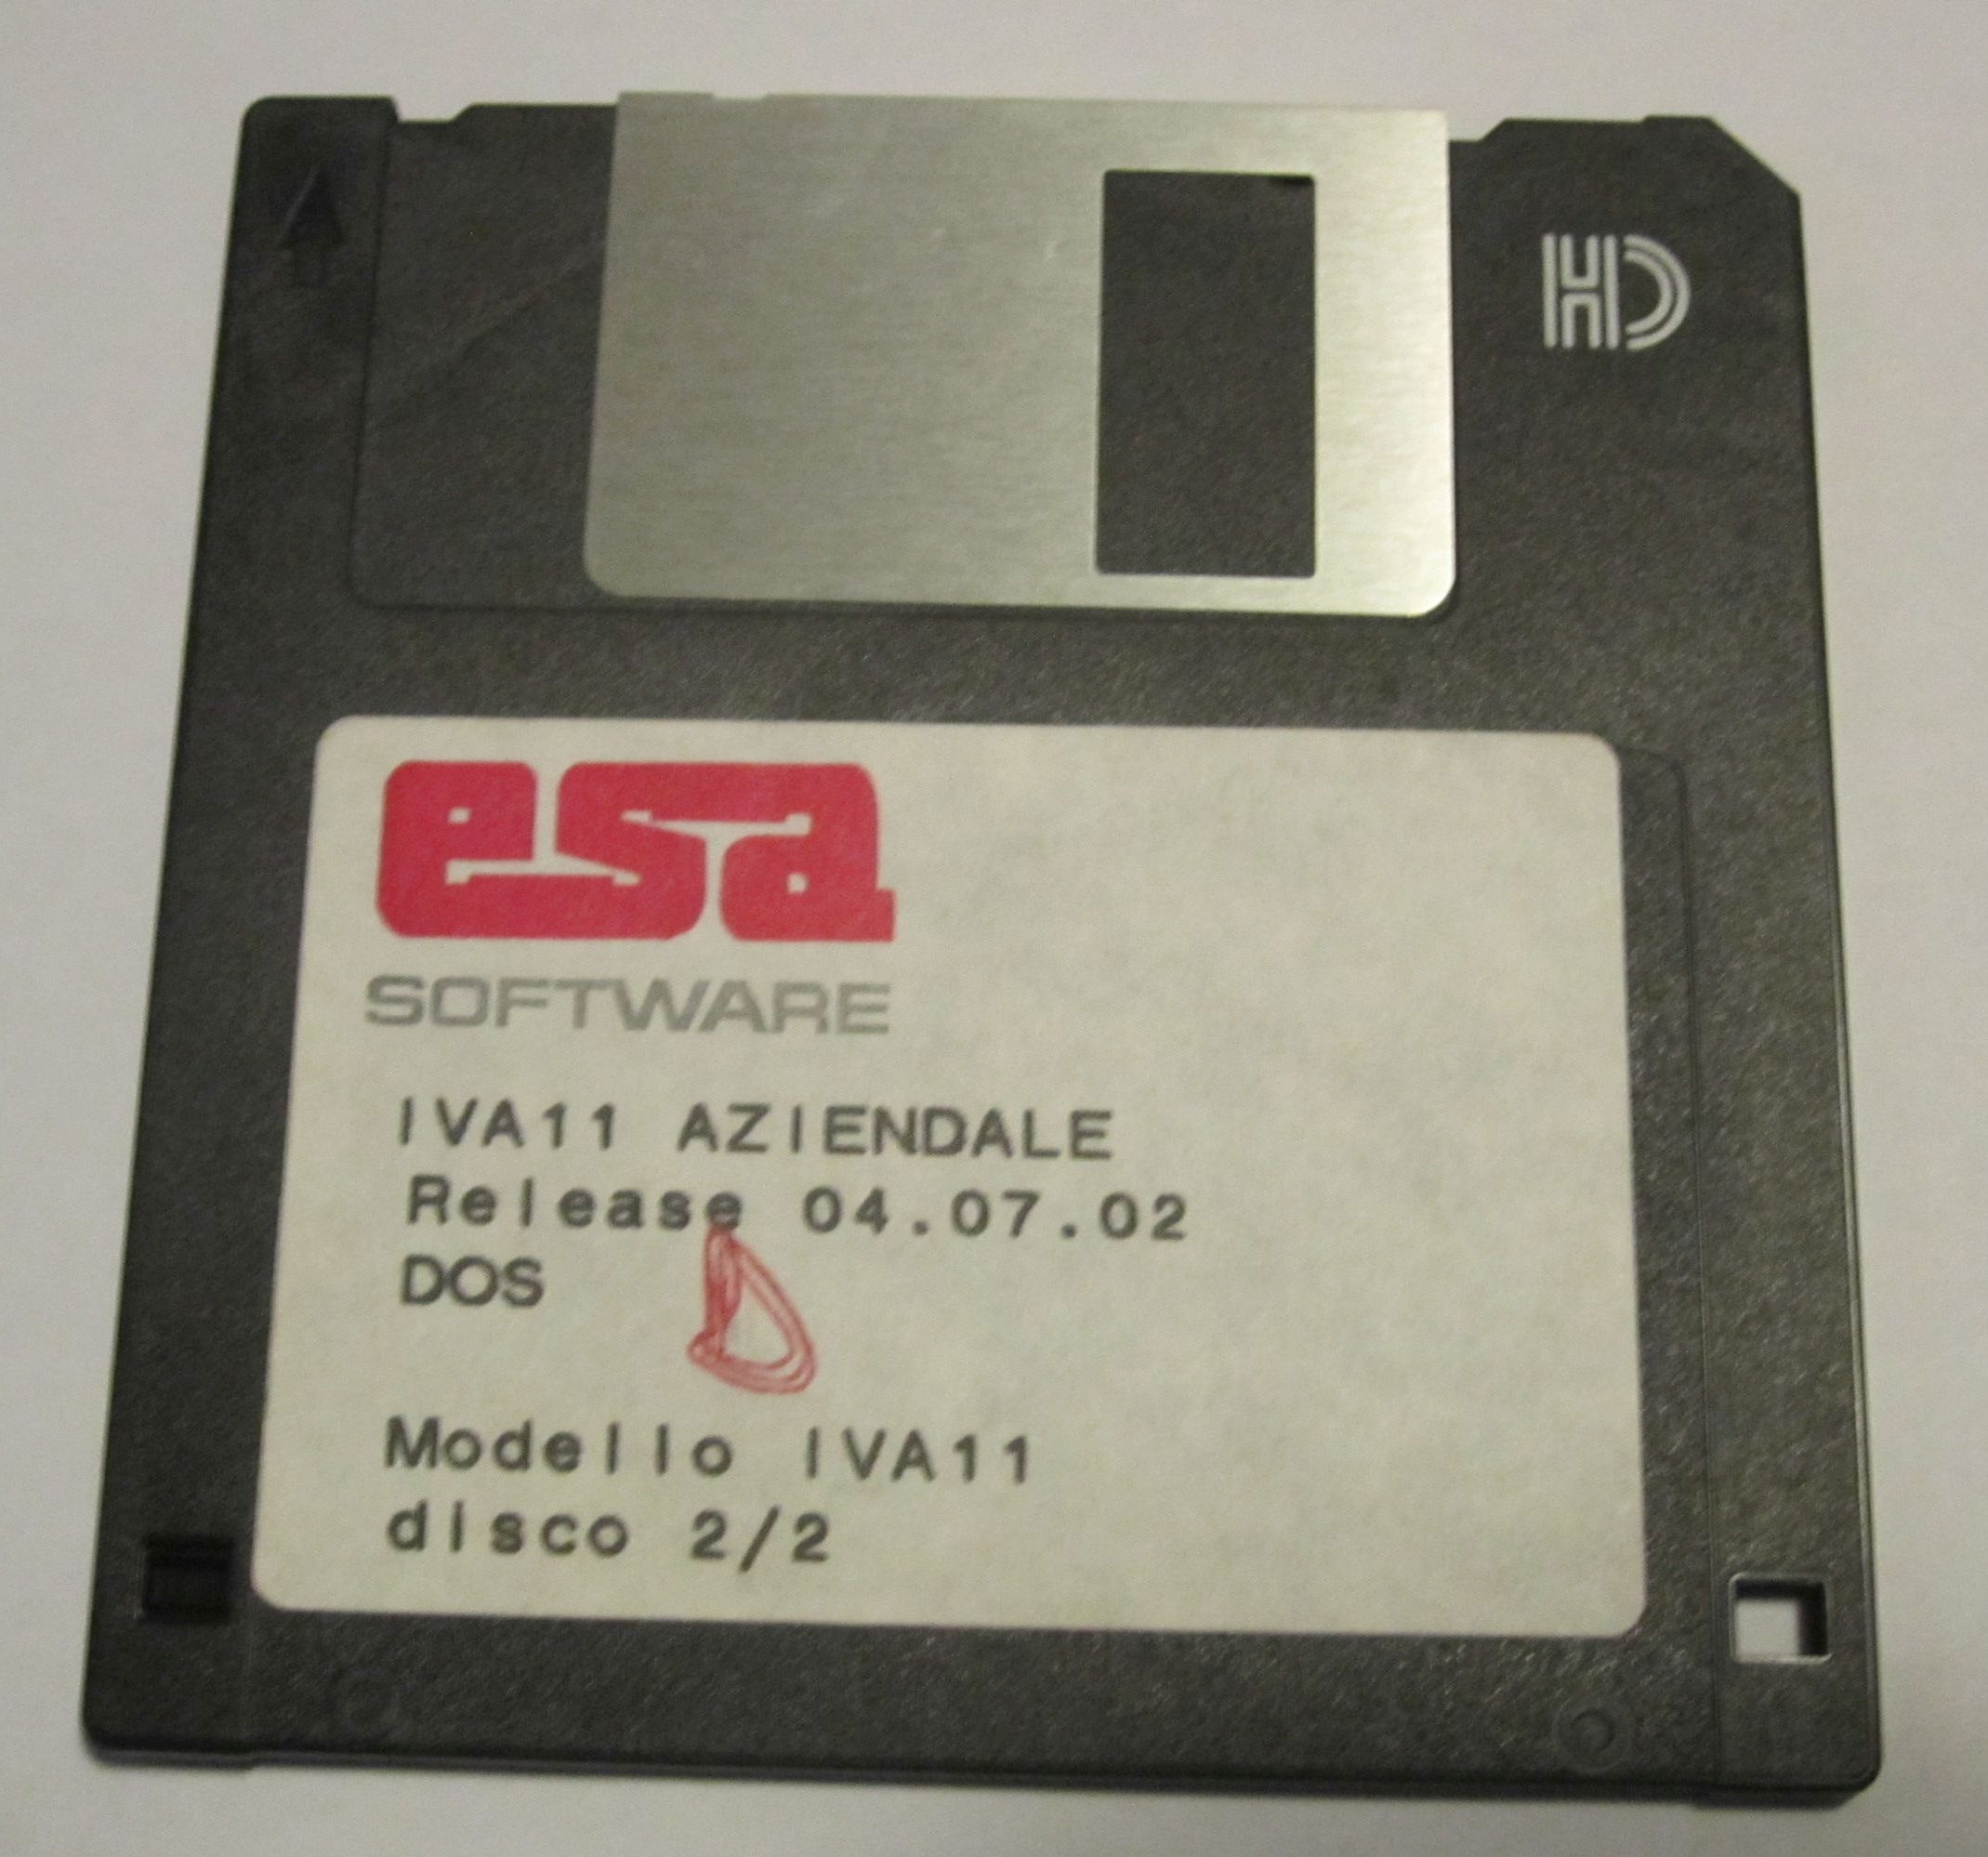 HD
esa
SOFTWARE
IVA11 AZIENDALE
Release 04.07.02
DOS
D
Modello IVA11
disco 2/2